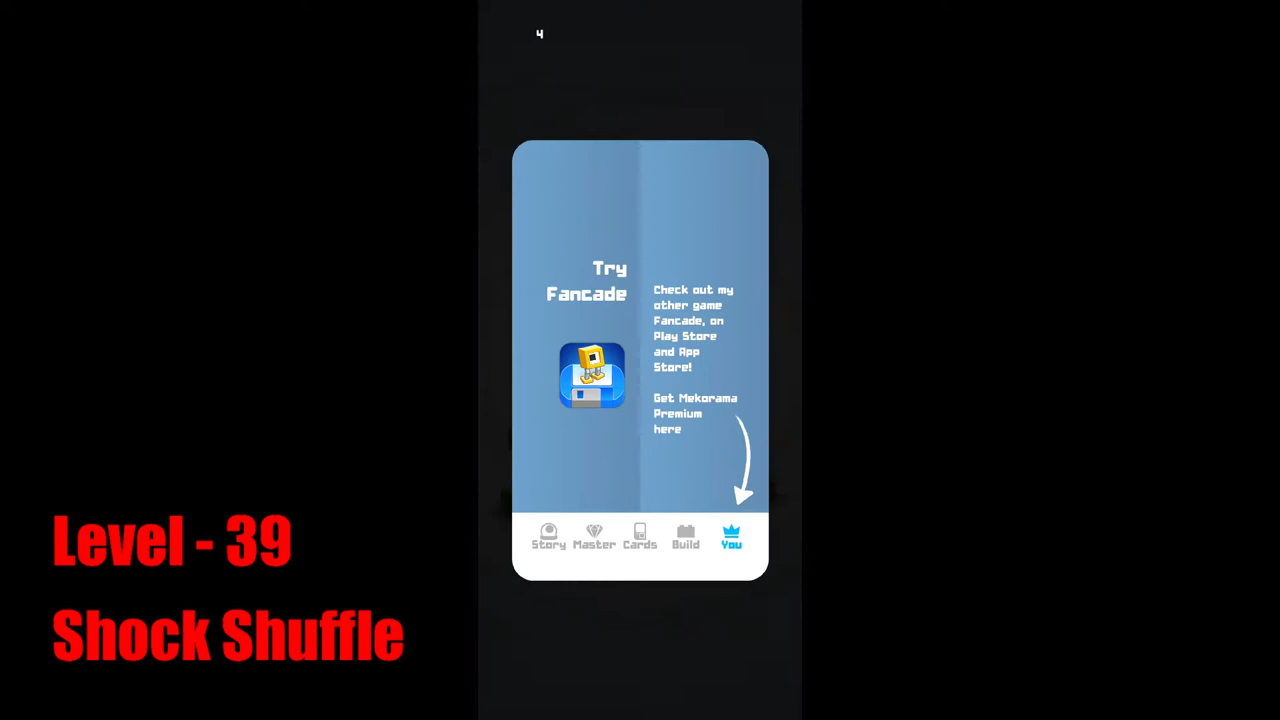 4
Try
Fancade
Check out my
other game
Fancade, on
Play Store
and App
Store!
Get Mekorama
Premium
here
Story Master Cards Build You
Level - 39
Shock Shuffle